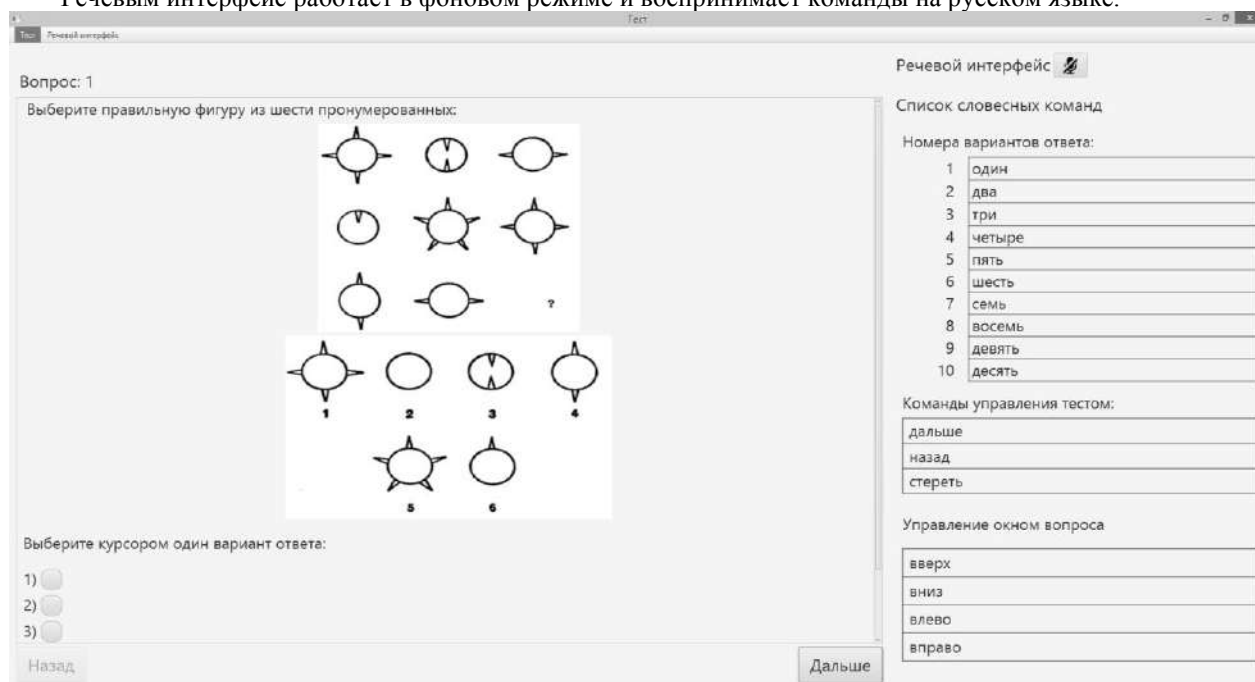 Речевым интерфейс работает в фоновом режиме и воспринимает команды на русском языке.
Тест
Тест Речевой интерфейс
Вопрос: 1
Выберите правильную фигуру из шести пронумерованных:
?
1 2 3 4
5 6
Выберите курсором один вариант ответа:
1)
2)
3)
Назад
Дальше
Речевой интерфейс
Список словесных команд
Номера вариантов ответа:
1 один
2 два
3 три
4 четыре
5 пять
6 шесть
7 семь
8 восемь
9 девять
10 десять
Команды управления тестом:
дальше
назад
стереть
Управление окном вопроса
вверх
вниз
влево
вправо